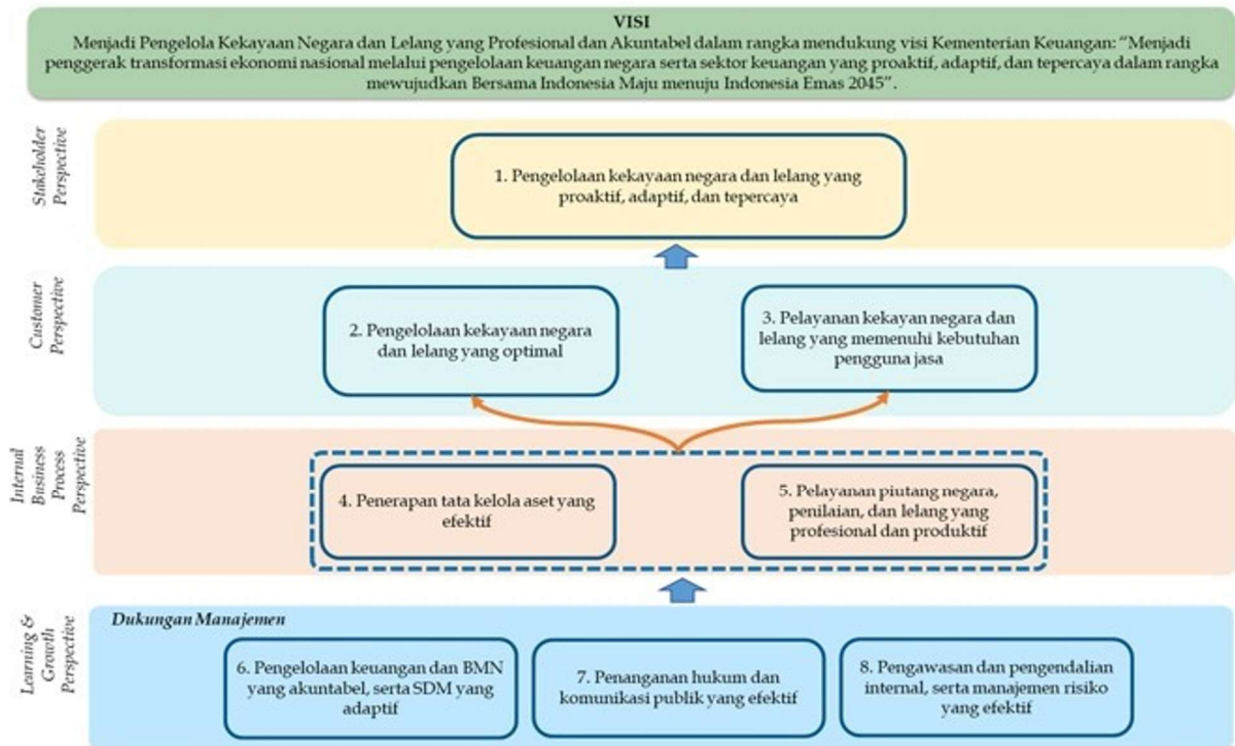 VISI
Menjadi Pengelola Kekayaan Negara dan Lelang yang Profesional dan Akuntabel dalam rangka mendukung visi Kementerian Keuangan: “Menjadi
penggerak transformasi ekonomi nasional melalui pengelolaan keuangan negara serta sektor keuangan yang proaktif, adaptif, dan tepercaya dalam rangka
mewujudkan Bersama Indonesia Maju menuju Indonesia Emas 2045”.
Stakeholder
Perspective
1. Pengelolaan kekayaan negara dan lelang yang
proaktif, adaptif, dan tepercaya
Customer
Perspective
2. Pengelolaan kekayaan negara
dan lelang yang optimal
3. Pelayanan kekayan negara dan
lelang yang memenuhi kebutuhan
pengguna jasa
Internal
Business
Process
Perspective
4. Penerapan tata kelola aset yang
efektif
5. Pelayanan piutang negara,
penilaian, dan lelang yang
profesional dan produktif
Learning &
Growth
Perspective
Dukungan Manajemen
6. Pengelolaan keuangan dan BMN
yang akuntabel, serta SDM yang
adaptif
7. Penanganan hukum dan
komunikasi publik yang efektif
8. Pengawasan dan pengendalian
internal, serta manajemen risiko
yang efektif